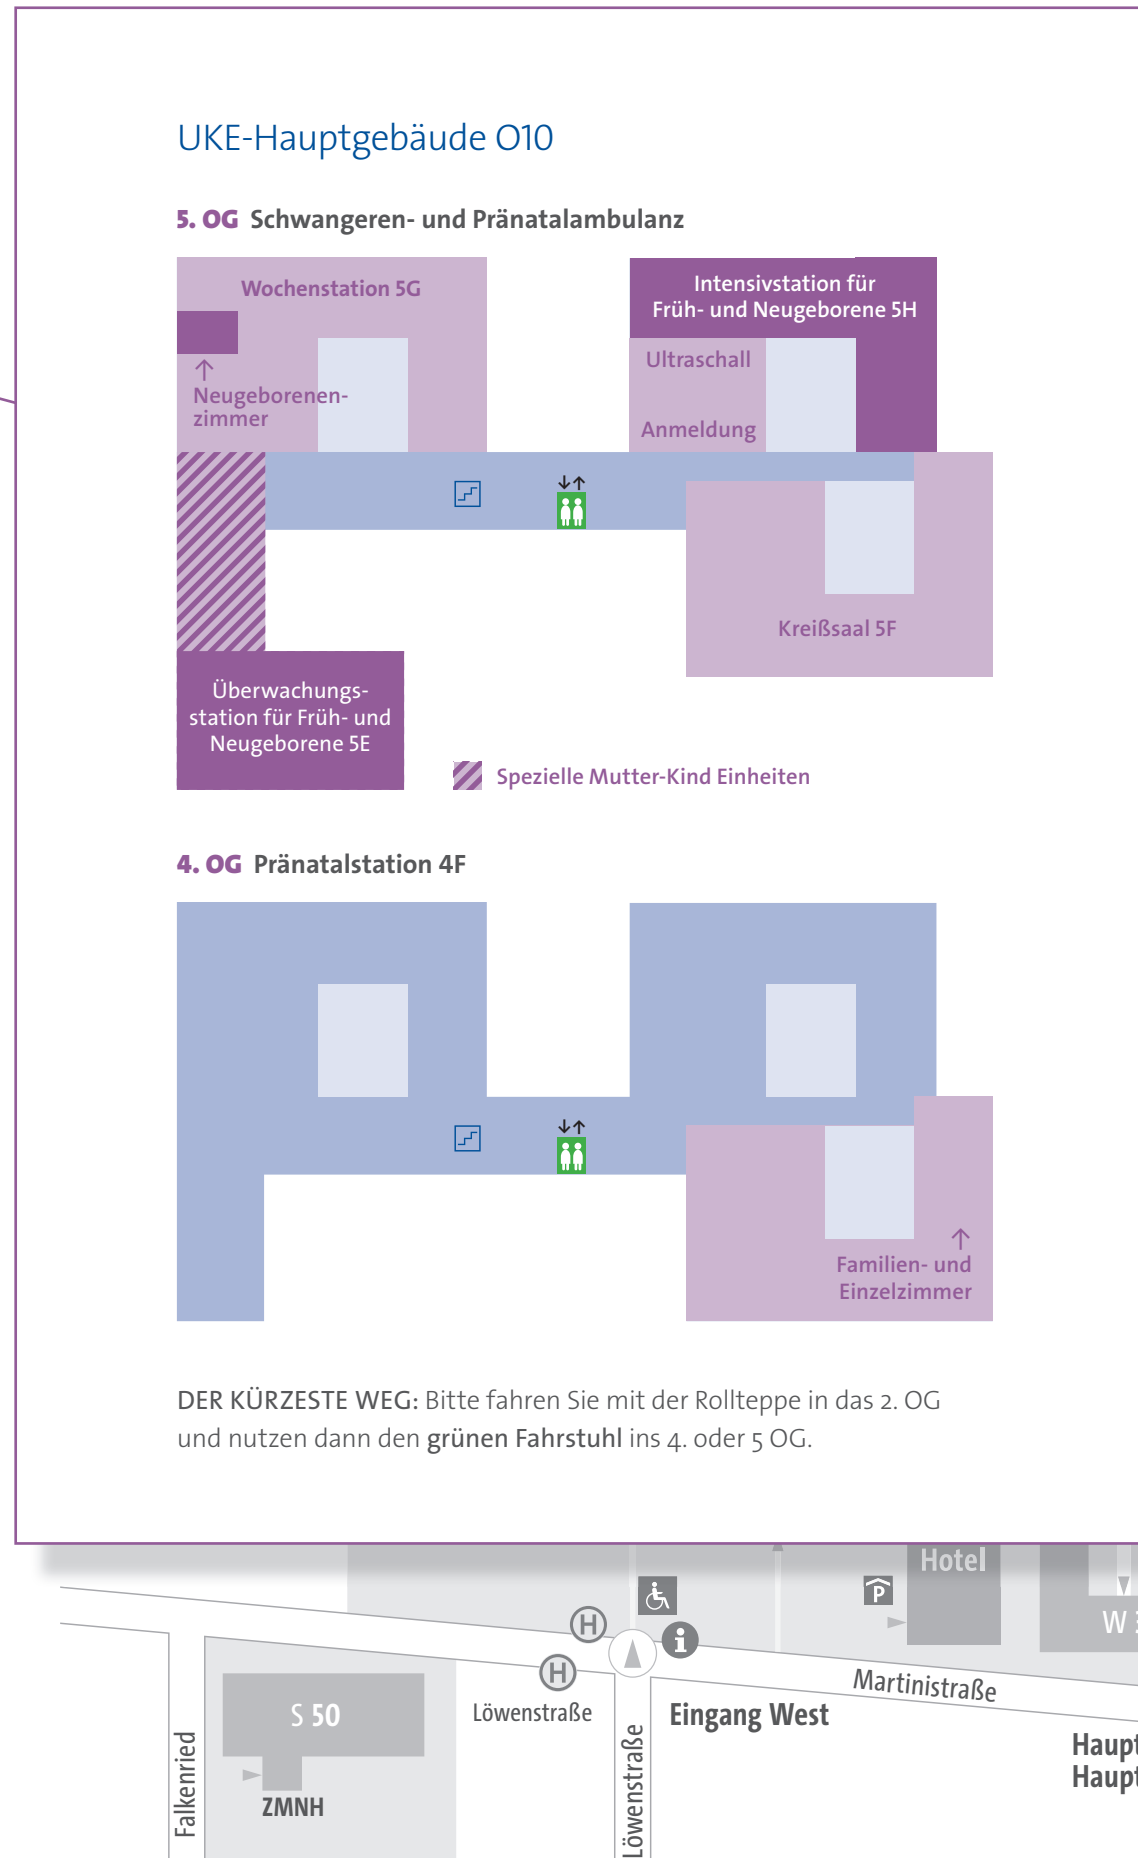 UKE-Hauptgebäude O10
5. OG Schwangeren- und Pränatalambulanz
Wochenstation 5G
Intensivstation für
Früh- und Neugeborene 5H
Ultraschall
Neugeborenen-
zimmer
Anmeldung
Kreißsaal 5F
Überwachungs-
station für Früh- und
Neugeborene 5E
Spezielle Mutter-Kind Einheiten
4. OG Pränatalstation 4F
Familien- und
Einzelzimmer
DER KÜRZESTE WEG: Bitte fahren Sie mit der Rollteppe in das 2. OG
und nutzen dann den grünen Fahrstuhl ins 4. oder 5 OG.
Hotel
P
H
i
W
H
Martinistraße
S 50
Löwenstraße
Eingang West
Falkenried
Löwenstraße
Haupt
Haupt
ZMNH